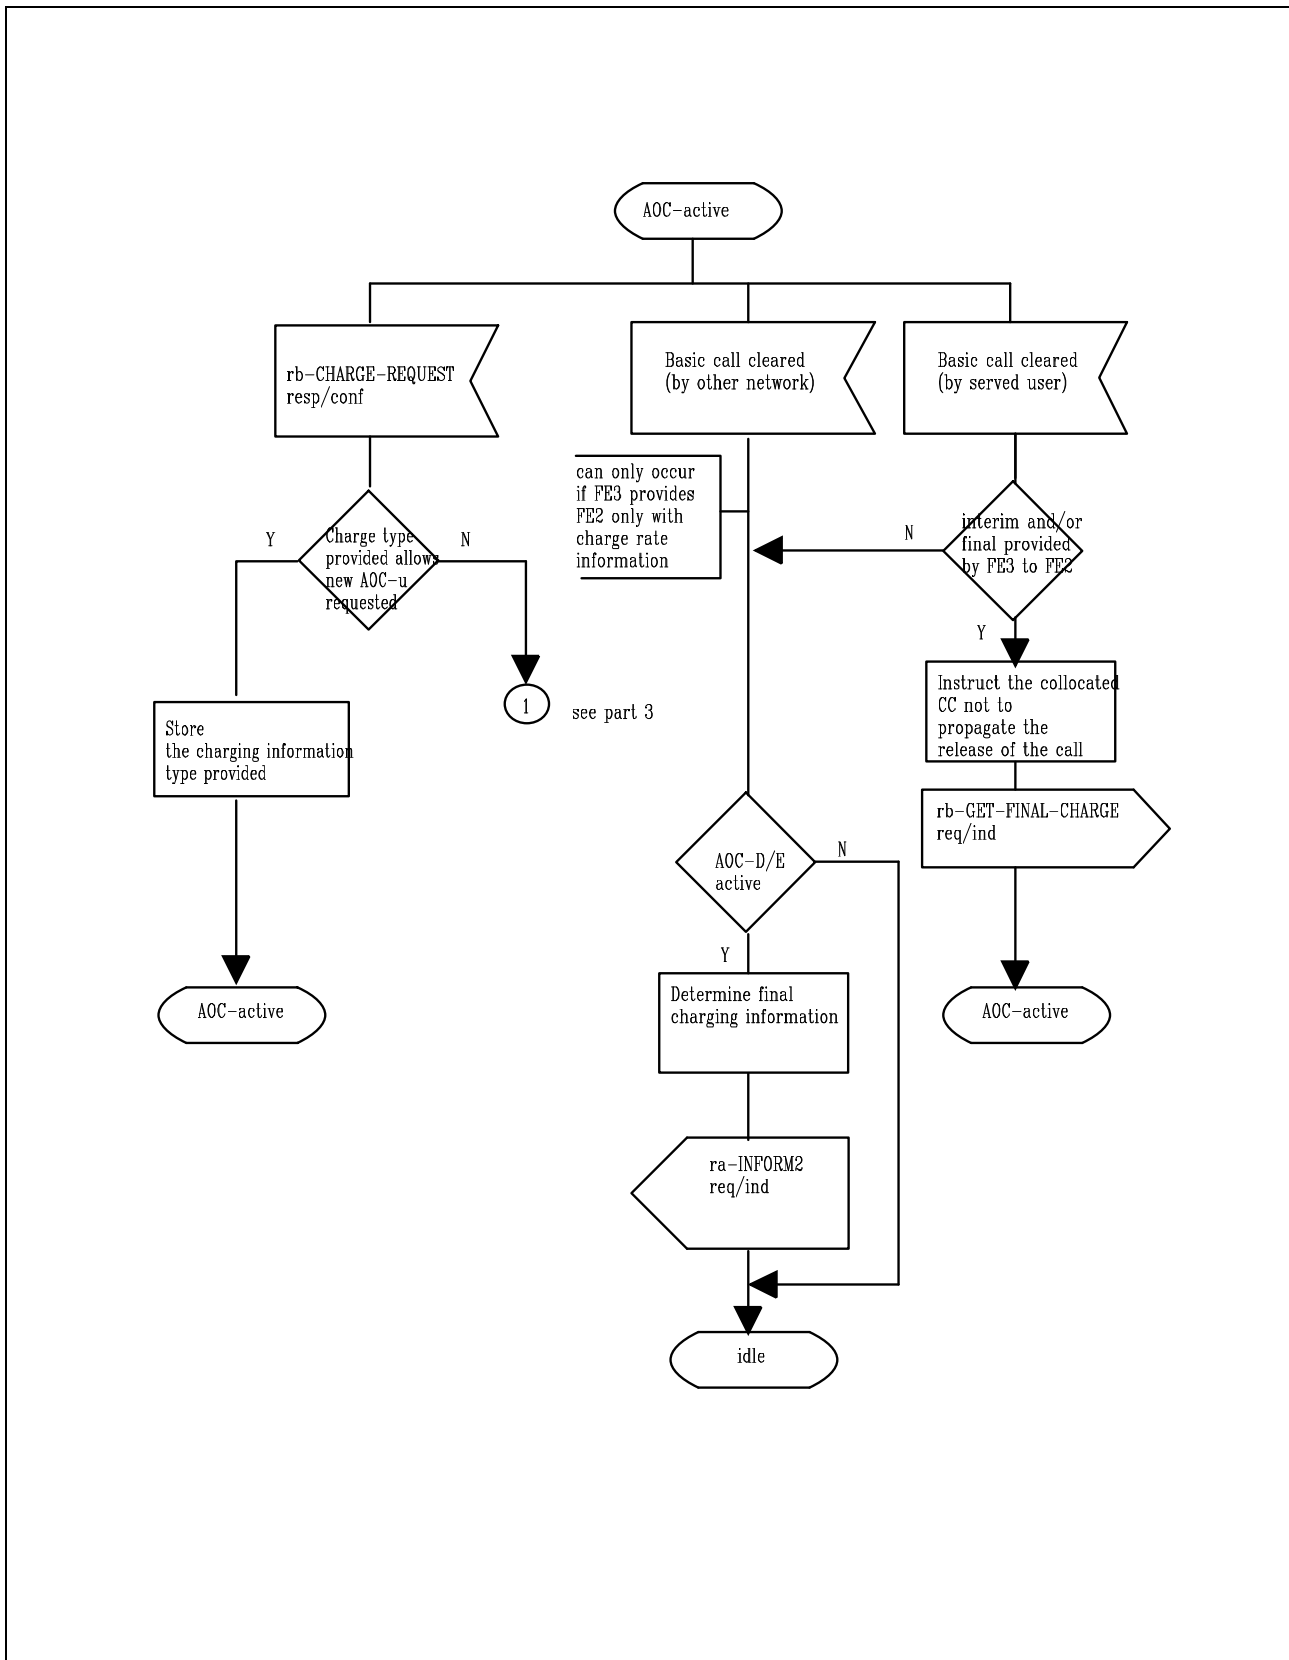 AOC-active
rb-CHARGE-REQUEST
resp/conf
Basic call cleared
(by other network)
Basic call cleared
(by served user)
can only occur
if FE3 provides
FE2 only with
charge rate
information
Y
Charge type
provided allows
new AOC-u
requested
N
N
interim and/or
final provided
by FE3 to FE2
Y
1
see part 3
Store
the charging information
type provided
Instruct the collocated
CC not to
propagate the
release of the call
rb-GET-FINAL-CHARGE
req/ind
AOC-D/E
active
N
Y
Determine final
charging information
AOC-active
AOC-active
ra-INFORM2
req/ind
idle